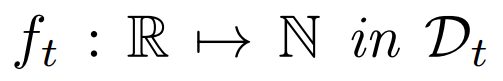 f_t : ℝ ↦ ℕ in 𝒟_t